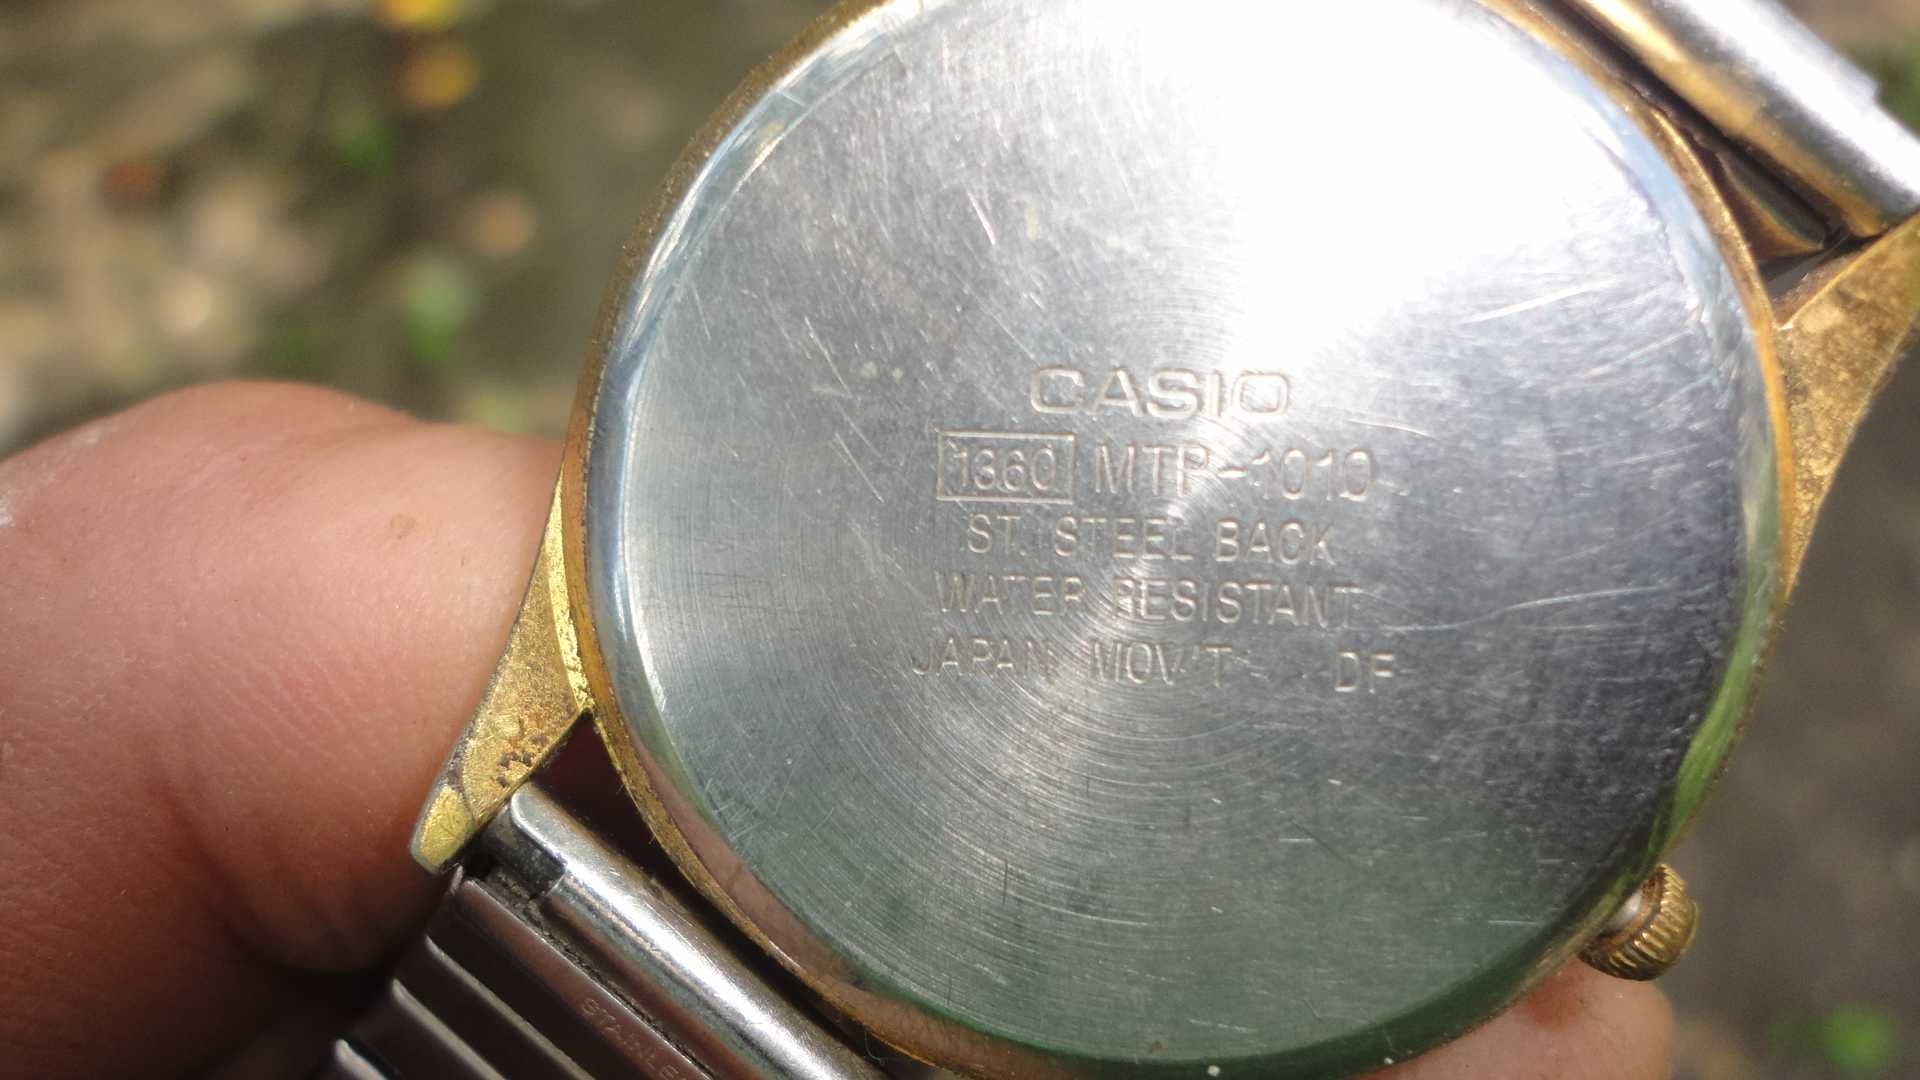 CASIO
1360 MTP-1010
ST. STEEL BACK
WATER RESISTANT
JAPAN MOV'T DF